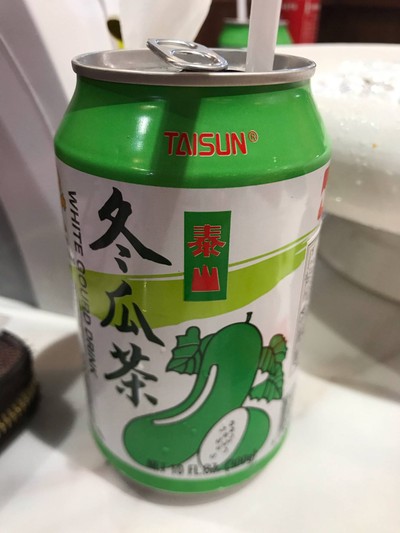 TAISUN®
泰山
冬瓜茶
WHITE GOURD DRINK